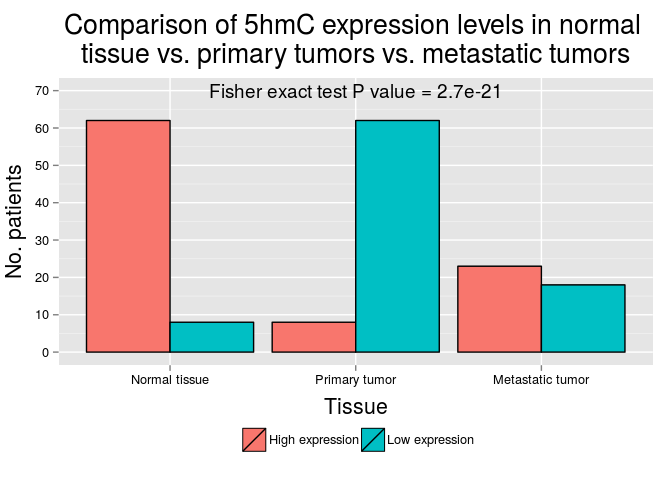 Comparison of 5hmC expression levels in normal
tissue vs. primary tumors vs. metastatic tumors
Fisher exact test P value = 2.7e-21
No. patients
70
60
50
40
30
20
10
0
Normal tissue Primary tumor Metastatic tumor
Tissue
High expression Low expression